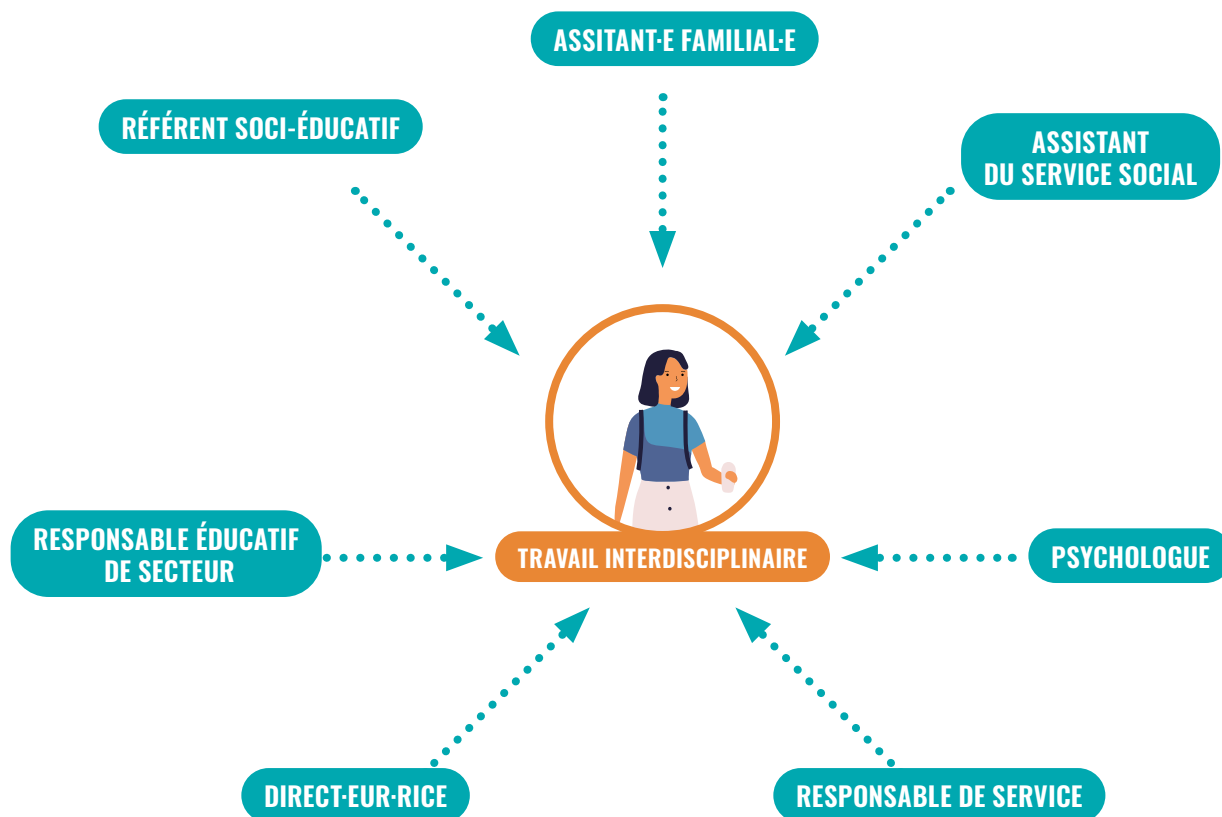 ASSITANT·E FAMILIAL·E
RÉFÉRENT SOCI-ÉDUCATIF
ASSISTANT
DU SERVICE SOCIAL
RESPONSABLE ÉDUCATIF
DE SECTEUR
TRAVAIL INTERDISCIPLINAIRE
PSYCHOLOGUE
DIRECT·EUR·RICE
RESPONSABLE DE SERVICE